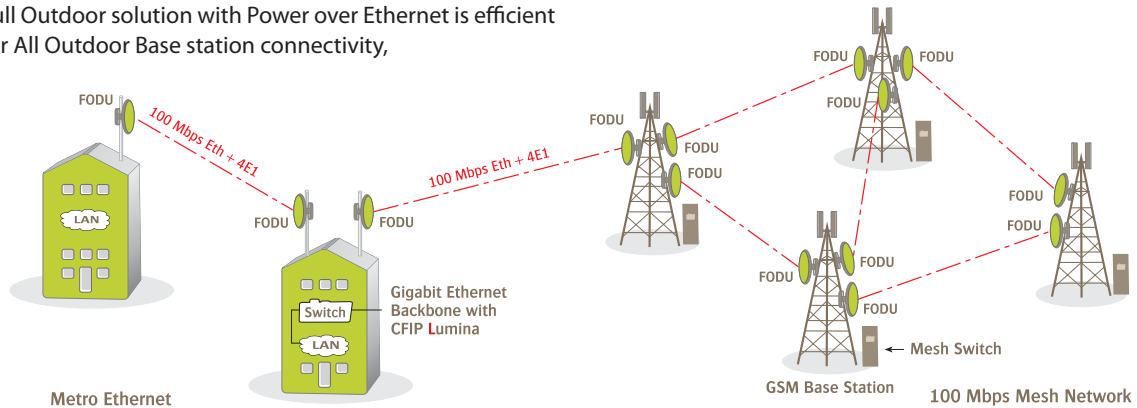 ull Outdoor solution with Power over Ethernet is efficient
r All Outdoor Base station connectivity,
FODU
100 Mbps Eth + 4E1
LAN
Metro Ethernet
FODU
FODU
Switch
LAN
Gigabit Ethernet
Backbone with
CFIP Lumina
100 Mbps Eth + 4E1
FODU
FODU
FODU
FODU
FODU
FODU
FODU
FODU
FODU
GSM Base Station
Mesh Switch
FODU
FODU
100 Mbps Mesh Network